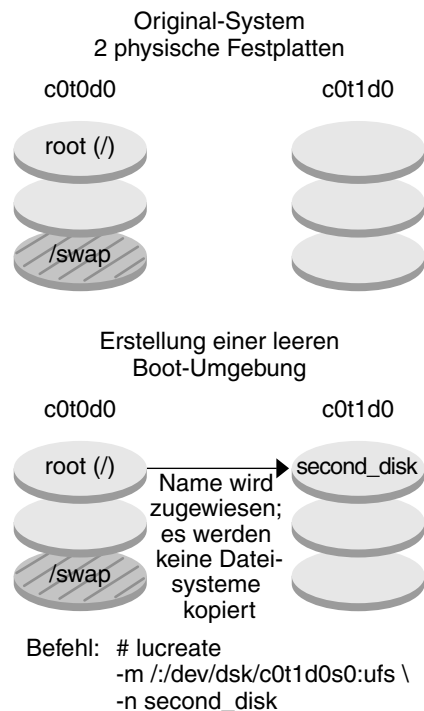 Original-System
2 physische Festplatten
c0t0d0
c0t1d0
root (/)
/swap
Erstellung einer leeren
Boot-Umgebung
c0t0d0
c0t1d0
root (/)
second_disk
Name wird
zugewiesen;
es werden
keine Datei-
systeme
kopiert
/swap
Befehl: # lucreate
-m /:/dev/dsk/c0t1d0s0:ufs \
-n second_disk